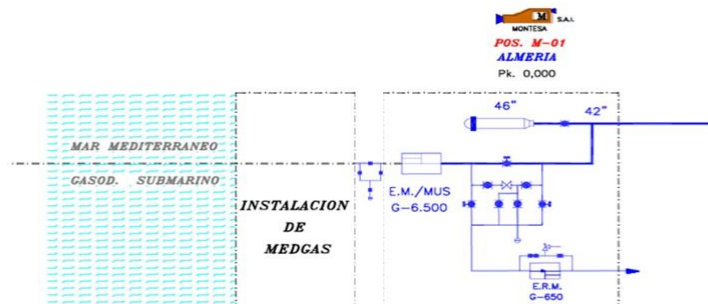 M S.A.I.
MONTESA
POS. M-01
ALMERIA
Pk. 0,000
46"
42"
MAR MEDITERRANEO
GASOD. SUBMARINO
INSTALACION
DE
MEDGAS
E.M./MUS
G-6.500
E.R.M.
G-650